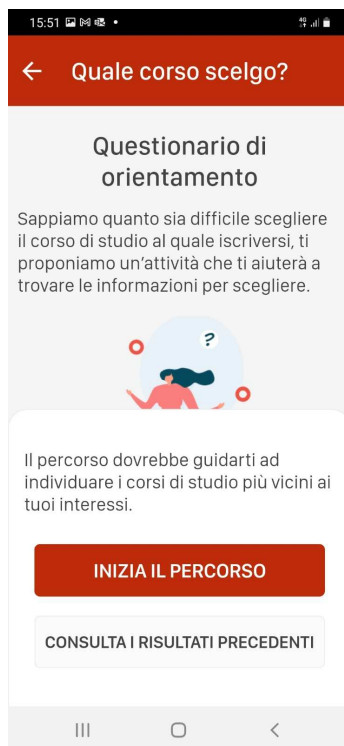 15:51
Quale corso scelgo?
Questionario di
orientamento
Sappiamo quanto sia difficile scegliere
il corso di studio al quale iscriversi, ti
proponiamo un'attività che ti aiuterà a
trovare le informazioni per scegliere.
?
Il percorso dovrebbe guidarti ad
individuare i corsi di studio più vicini ai
tuoi interessi.
INIZIA IL PERCORSO
CONSULTA I RISULTATI PRECEDENTI